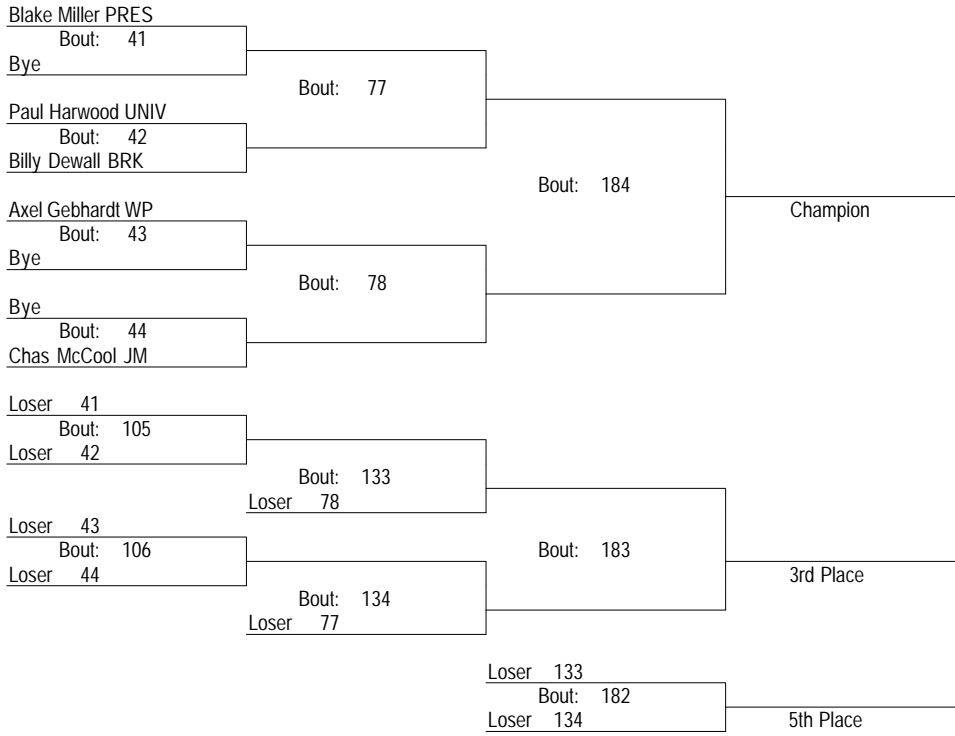 Blake Miller PRES
Bout: 41
Bye
Bout: 77
Paul Harwood UNIV
Bout: 42
Billy Dewall BRK
Bout: 184
Champion
Axel Gebhardt WP
Bout: 43
Bye
Bout: 78
Bye
Bout: 44
Chas McCool JM
Loser 41
Bout: 105
Loser 42
Bout: 133
Loser 78
Loser 43
Bout: 106
Loser 44
Bout: 183
3rd Place
Bout: 134
Loser 77
Loser 133
Bout: 182
Loser 134
5th Place